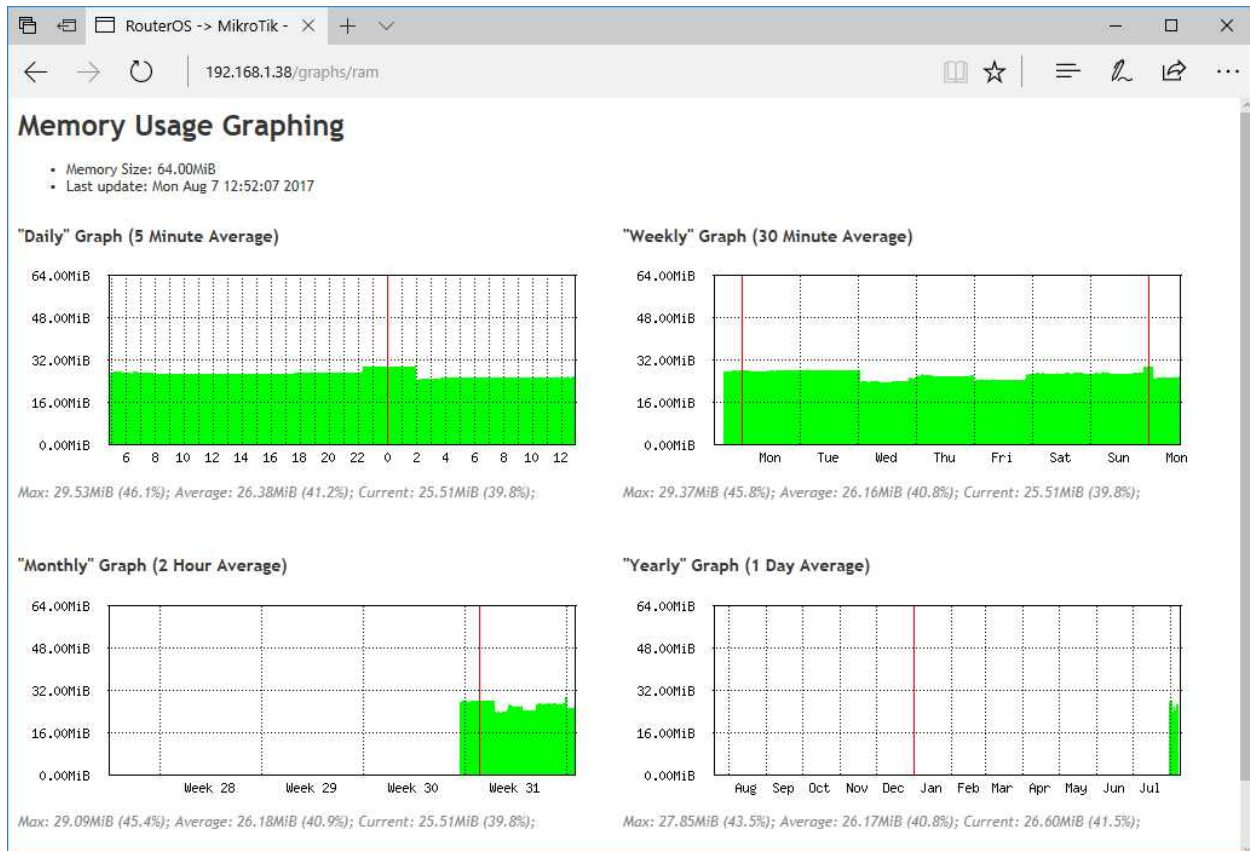 RouterOS -> MikroTik -
192.168.1.38/graphs/ram
Memory Usage Graphing
• Memory Size: 64.00MiB
• Last update: Mon Aug 7 12:52:07 2017
"Daily" Graph (5 Minute Average)
64.00MiB
48.00MiB
32.00MiB
16.00MiB
0.00MiB
6 8 10 12 14 16 18 20 22 0 2 4 6 8 10 12
Max: 29.53MiB (46.1%); Average: 26.38MiB (41.2%); Current: 25.51MiB (39.8%);
"Weekly" Graph (30 Minute Average)
64.00MiB
48.00MiB
32.00MiB
16.00MiB
0.00MiB
Mon Tue Wed Thu Fri Sat Sun Mon
Max: 29.37MiB (45.8%); Average: 26.16MiB (40.8%); Current: 25.51MiB (39.8%);
"Monthly" Graph (2 Hour Average)
64.00MiB
48.00MiB
32.00MiB
16.00MiB
0.00MiB
Week 28 Week 29 Week 30 Week 31
Max: 29.09MiB (45.4%); Average: 26.18MiB (40.9%); Current: 25.51MiB (39.8%);
"Yearly" Graph (1 Day Average)
64.00MiB
48.00MiB
32.00MiB
16.00MiB
0.00MiB
Aug Sep Oct Nov Dec Jan Feb Mar Apr May Jun Jul
Max: 27.85MiB (43.5%); Average: 26.17MiB (40.8%); Current: 26.60MiB (41.5%);